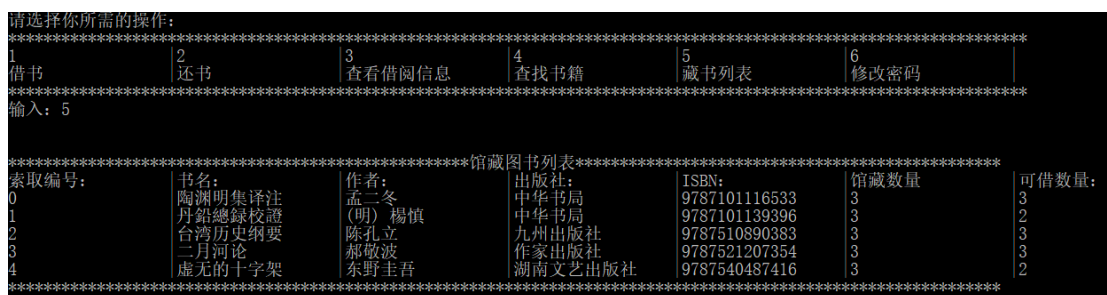 请选择你所需的操作:
*********************************************************************************************************************
1 2 3 4 5 6
借书 还书 查看借阅信息 查找书籍 藏书列表 修改密码
*********************************************************************************************************************
输入: 5
*****************************************************馆藏图书列表*************************************************
索取编号: 书名: 作者: 出版社: ISBN: 馆藏数量 可借数量:
0 陶渊明集译注 孟二冬 中华书局 9787101116533 3 3
1 丹鉛總録校證 (明) 楊慎 中华书局 9787101139396 3 2
2 台湾历史纲要 陈孔立 九州出版社 9787510890383 3 3
3 二月河论 郝敬波 作家出版社 9787521207354 3 3
4 虚无的十字架 东野圭吾 湖南文艺出版社 9787540487416 3 2
******************************************************************************************************************